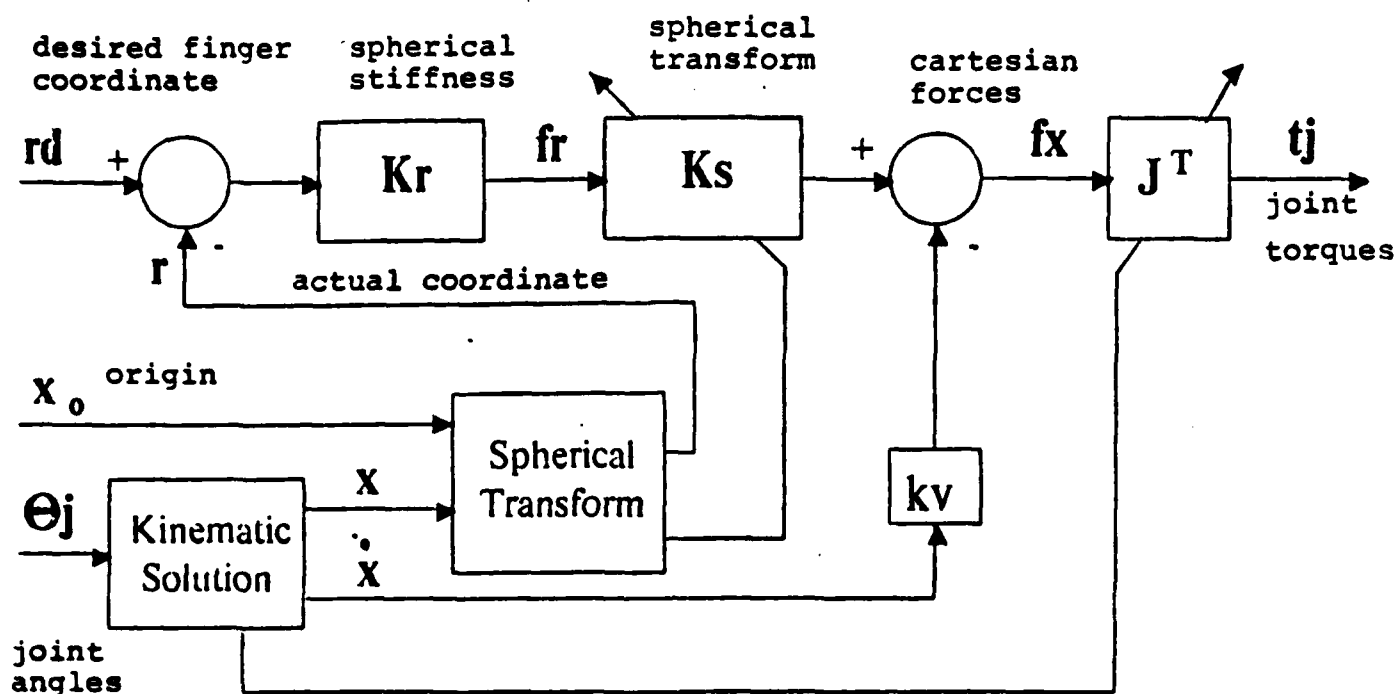 desired finger
coordinate
spherical
stiffness
spherical
transform
cartesian
forces
rd
+
Kr
fr
Ks
+
fx
J^T
tj
joint
torques
-
-
r
actual coordinate
x₀ origin
Spherical
Transform
kv
Θj
Kinematic
Solution
x
ẋ
joint
angles